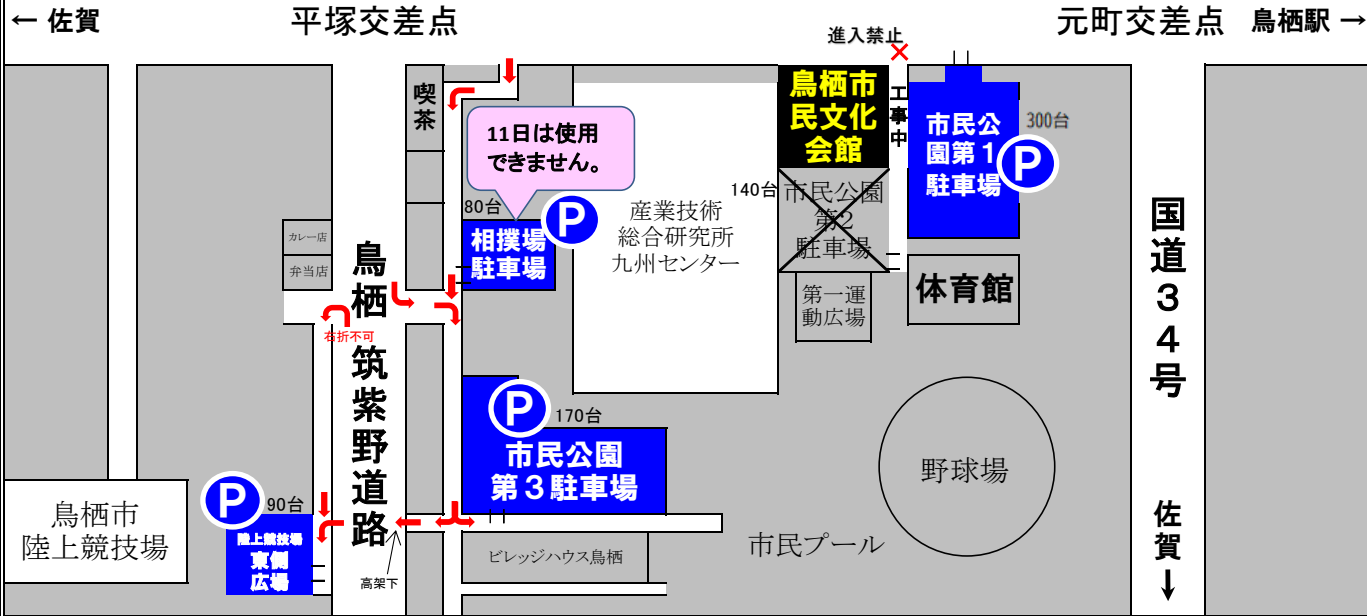 ← 佐賀
平塚交差点
元町交差点
鳥栖駅 →
進入禁止
喫茶
11日は使用
できません。
80台
P
相撲場
駐車場
産業技術
総合研究所
九州センター
鳥栖市
民文化
会館
工事中
市民公
園第1
駐車場
300台
P
140台
市民公園
第2
駐車場
第一運
動広場
体育館
カレー店
弁当店
右折不可
鳥栖筑紫野道路
国道34号
佐賀↓
P
170台
市民公園
第3駐車場
野球場
市民プール
P
90台
陸上競技場
東側
広場
鳥栖市
陸上競技場
高架下
ビレッジハウス鳥栖